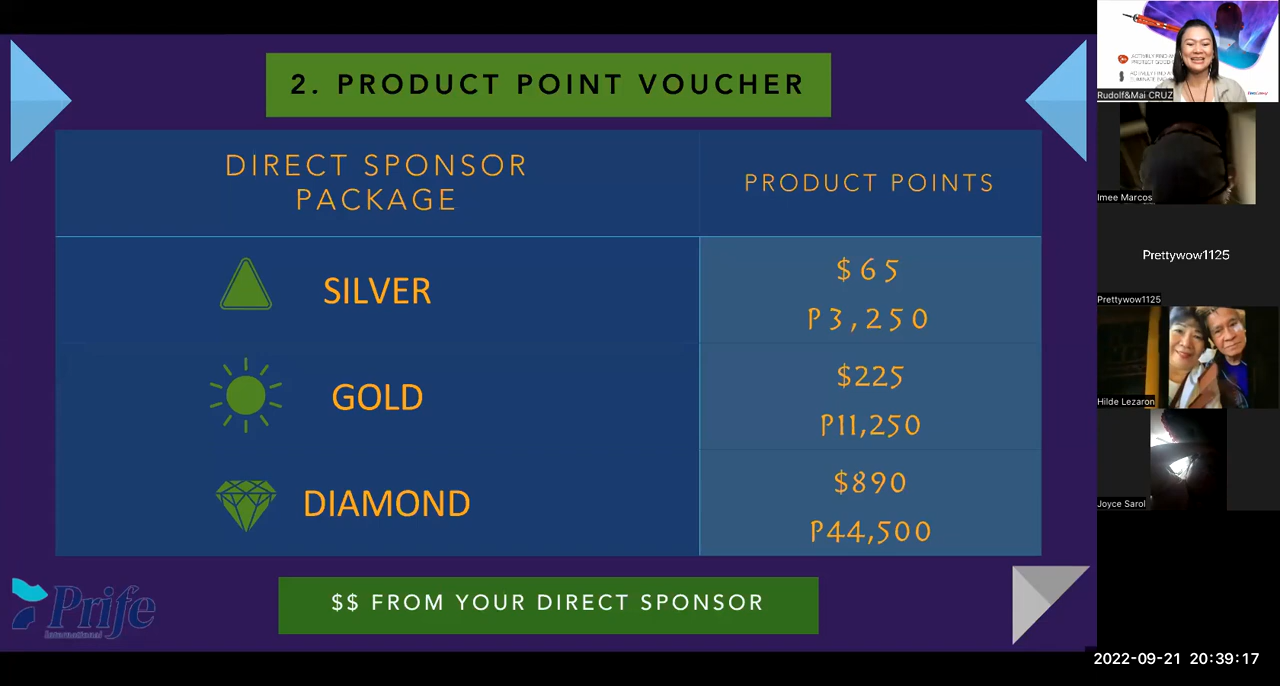 2. PRODUCT POINT VOUCHER
DIRECT SPONSOR
PACKAGE
PRODUCT POINTS
SILVER
$65
P3,250
GOLD
$225
P11,250
DIAMOND
$890
P44,500
$$ FROM YOUR DIRECT SPONSOR
Prife
International
Rudolf&Mai CRUZ
Imee Marcos
Prettywow1125
Prettywow1125
Hilde Lezaron
Joyce Sarol
2022-09-21 20:39:17